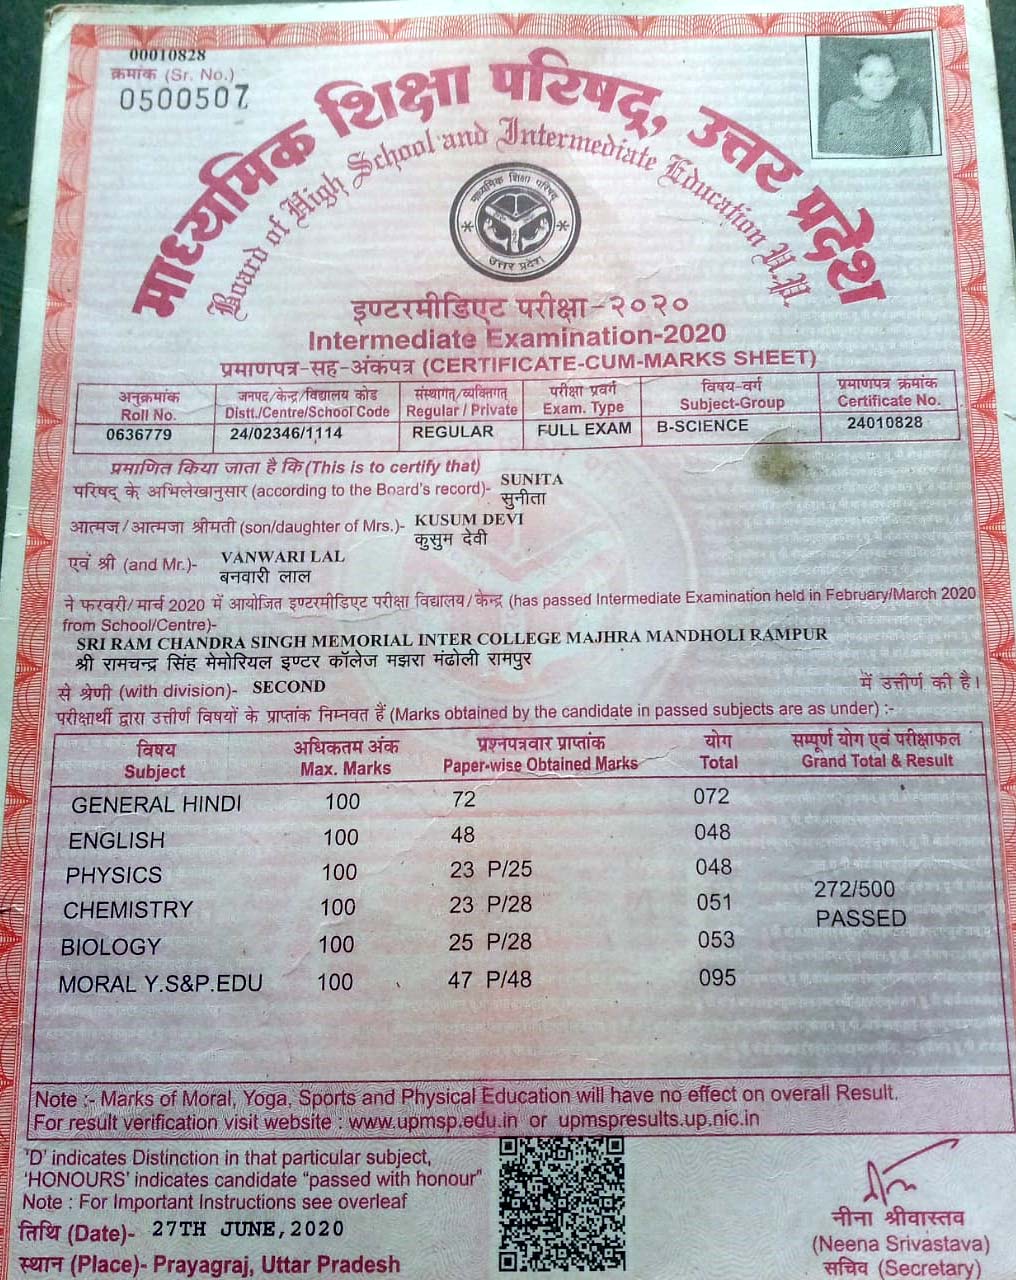 00010828
क्रमांक (Sr. No.)
0500507
माध्यमिक शिक्षा परिषद्, उत्तर प्रदेश
Board of High School and Intermediate Education U.P.
माध्यमिक शिक्षा परिषद्
उत्तर प्रदेश
इण्टरमीडिएट परीक्षा-२०२०
Intermediate Examination-2020
प्रमाणपत्र-सह-अंकपत्र (CERTIFICATE-CUM-MARKS SHEET)
अनुक्रमांक जनपद/केन्द्र/विद्यालय कोड संस्थागत/व्यक्तिगत परीक्षा प्रवर्ग विषय-वर्ग प्रमाणपत्र क्रमांक
Roll No. Distt./Centre/School Code Regular / Private Exam. Type Subject-Group Certificate No.
0636779 24/02346/1114 REGULAR FULL EXAM B-SCIENCE 24010828
प्रमाणित किया जाता है कि (This is to certify that)
परिषद् के अभिलेखानुसार (according to the Board's record)- SUNITA
सुनीता
आत्मज/आत्मजा श्रीमती (son/daughter of Mrs.)- KUSUM DEVI
कुसुम देवी
एवं श्री (and Mr.)- VANWARI LAL
बनवारी लाल
ने फरवरी/मार्च 2020 में आयोजित इण्टरमीडिएट परीक्षा विद्यालय/केन्द्र (has passed Intermediate Examination held in February/March 2020
from School/Centre)-
SRI RAM CHANDRA SINGH MEMORIAL INTER COLLEGE MAJHRA MANDHOLI RAMPUR
श्री रामचन्द्र सिंह मेमोरियल इण्टर कॉलेज मझरा मंढोली रामपुर
से श्रेणी (with division)- SECOND में उत्तीर्ण की है।
परीक्षार्थी द्वारा उत्तीर्ण विषयों के प्राप्तांक निम्नवत हैं (Marks obtained by the candidate in passed subjects are as under) :-
विषय अधिकतम अंक प्रश्नपत्रवार प्राप्तांक योग सम्पूर्ण योग एवं परीक्षाफल
Subject Max. Marks Paper-wise Obtained Marks Total Grand Total & Result
GENERAL HINDI 100 72 072
ENGLISH 100 48 048
PHYSICS 100 23 P/25 048
272/500
CHEMISTRY 100 23 P/28 051
PASSED
BIOLOGY 100 25 P/28 053
MORAL Y.S&P.EDU 100 47 P/48 095
Note :- Marks of Moral, Yoga, Sports and Physical Education will have no effect on overall Result.
For result verification visit website : www.upmsp.edu.in or upmspresults.up.nic.in
'D' indicates Distinction in that particular subject,
'HONOURS' indicates candidate "passed with honour"
Note : For Important Instructions see overleaf
तिथि (Date)- 27TH JUNE,2020
स्थान (Place)- Prayagraj, Uttar Pradesh
नीना श्रीवास्तव
(Neena Srivastava)
सचिव (Secretary)